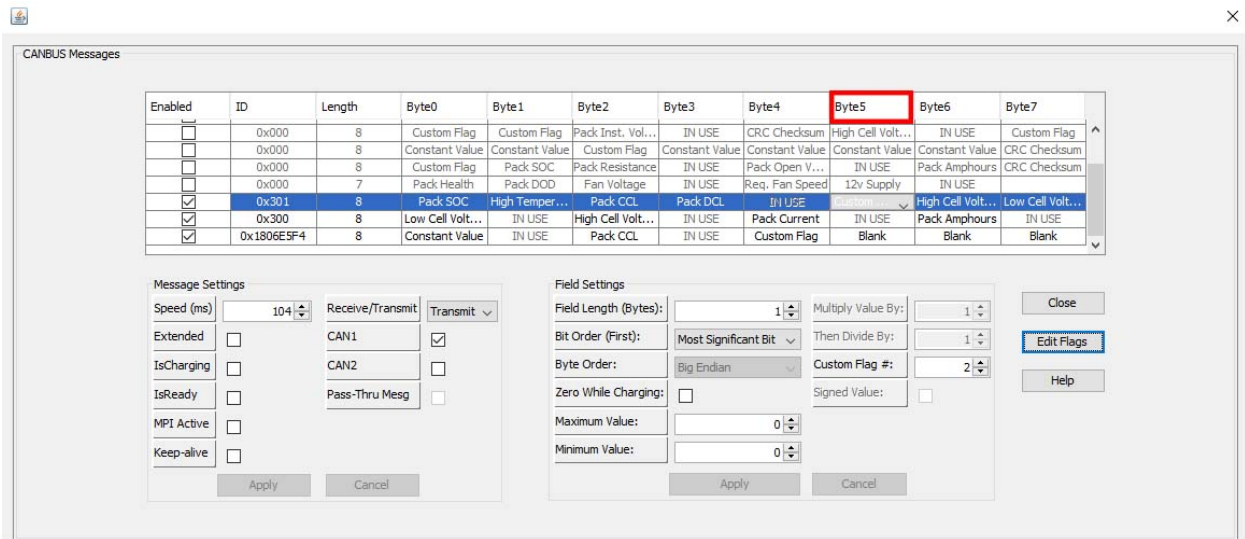 CANBUS Messages
Enabled ID Length Byte0 Byte1 Byte2 Byte3 Byte4 Byte5 Byte6 Byte7
0x000 8 Custom Flag Custom Flag Pack Inst. Vol... IN USE CRC Checksum High Cell Volt... IN USE Custom Flag
0x000 8 Constant Value Constant Value Custom Flag Constant Value Constant Value Constant Value Constant Value CRC Checksum
0x000 8 Custom Flag Pack SOC Pack Resistance IN USE Pack Open V... IN USE Pack Amphours CRC Checksum
0x000 7 Pack Health Pack DOD Fan Voltage IN USE Req. Fan Speed 12v Supply IN USE
0x301 8 Pack SOC High Temper... Pack CCL Pack DCL IN USE Custom ... High Cell Volt... Low Cell Volt...
0x300 8 Low Cell Volt... IN USE High Cell Volt... IN USE Pack Current IN USE Pack Amphours IN USE
0x1806E5F4 8 Constant Value IN USE Pack CCL IN USE Custom Flag Blank Blank Blank
Message Settings
Speed (ms) 104 Receive/Transmit Transmit
Extended CAN1
IsCharging CAN2
IsReady Pass-Thru Mesg
MPI Active
Keep-alive
Apply Cancel
Field Settings
Field Length (Bytes): 1 Multiply Value By: 1
Bit Order (First): Most Significant Bit Then Divide By: 1
Byte Order: Big Endian Custom Flag #: 2
Zero While Charging: Signed Value:
Maximum Value: 0
Minimum Value: 0
Apply Cancel
Close
Edit Flags
Help